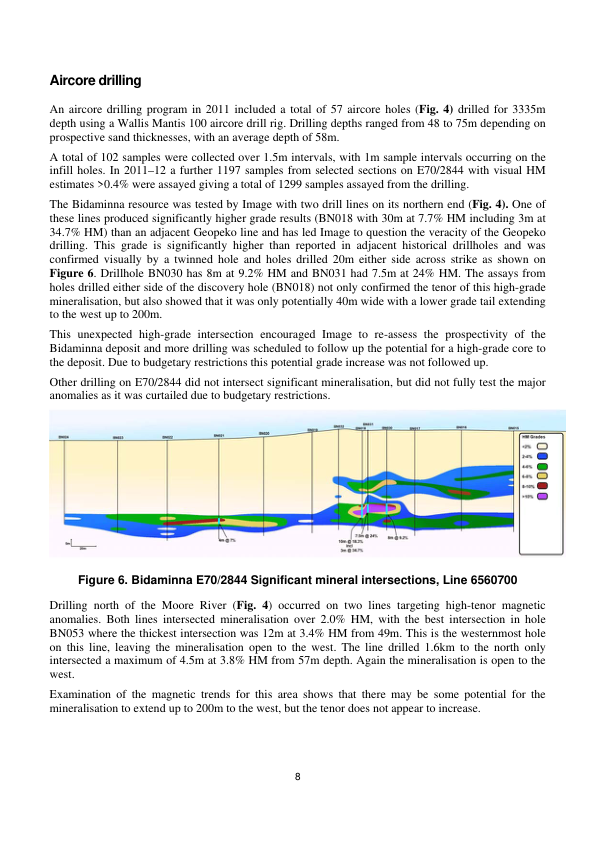 Aircore drilling
An aircore drilling program in 2011 included a total of 57 aircore holes (Fig. 4) drilled for 3335m
depth using a Wallis Mantis 100 aircore drill rig. Drilling depths ranged from 48 to 75m depending on
prospective sand thicknesses, with an average depth of 58m.
A total of 102 samples were collected over 1.5m intervals, with 1m sample intervals occurring on the
infill holes. In 2011–12 a further 1197 samples from selected sections on E70/2844 with visual HM
estimates >0.4% were assayed giving a total of 1299 samples assayed from the drilling.
The Bidaminna resource was tested by Image with two drill lines on its northern end (Fig. 4). One of
these lines produced significantly higher grade results (BN018 with 30m at 7.7% HM including 3m at
34.7% HM) than an adjacent Geopeko line and has led Image to question the veracity of the Geopeko
drilling. This grade is significantly higher than reported in adjacent historical drillholes and was
confirmed visually by a twinned hole and holes drilled 20m either side across strike as shown on
Figure 6. Drillhole BN030 has 8m at 9.2% HM and BN031 had 7.5m at 24% HM. The assays from
holes drilled either side of the discovery hole (BN018) not only confirmed the tenor of this high-grade
mineralisation, but also showed that it was only potentially 40m wide with a lower grade tail extending
to the west up to 200m.
This unexpected high-grade intersection encouraged Image to re-assess the prospectivity of the
Bidaminna deposit and more drilling was scheduled to follow up the potential for a high-grade core to
the deposit. Due to budgetary restrictions this potential grade increase was not followed up.
Other drilling on E70/2844 did not intersect significant mineralisation, but did not fully test the major
anomalies as it was curtailed due to budgetary restrictions.
HM Grades
<2%
2-4%
4-6%
6-8%
8-10%
>10%
7.5m @ 24%
8m @ 9.2%
Figure 6. Bidaminna E70/2844 Significant mineral intersections, Line 6560700
Drilling north of the Moore River (Fig. 4) occurred on two lines targeting high-tenor magnetic
anomalies. Both lines intersected mineralisation over 2.0% HM, with the best intersection in hole
BN053 where the thickest intersection was 12m at 3.4% HM from 49m. This is the westernmost hole
on this line, leaving the mineralisation open to the west. The line drilled 1.6km to the north only
intersected a maximum of 4.5m at 3.8% HM from 57m depth. Again the mineralisation is open to the
west.
Examination of the magnetic trends for this area shows that there may be some potential for the
mineralisation to extend up to 200m to the west, but the tenor does not appear to increase.
8